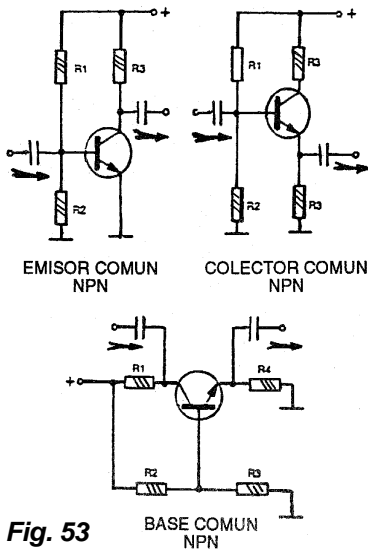 + +
R1 R3 R1 R3
R2 R2 R3
EMISOR COMUN
NPN
COLECTOR COMUN
NPN
+ R1 R4
R2 R3
BASE COMUN
NPN
Fig. 53